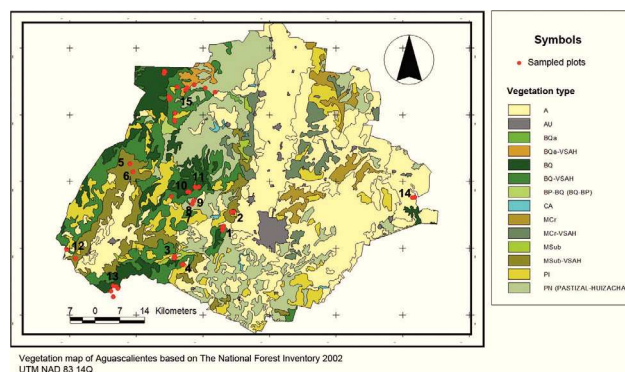 Symbols
Sampled plots
Vegetation type
A
AU
BQa
BQa-VSAH
BQ
BQ-VSAH
BP-BQ (BQ-BP)
CA
MCr
MCr-VSAH
MSub
MSub-VSAH
PI
PN (PASTIZAL-HUIZACHAL
15
5
6
11
10
9
8
2
1
14
12
3
4
13
7 0 7 14 Kilometers
Vegetation map of Aguascalientes based on The National Forest Inventory 2002
UTM NAD 83 14Q